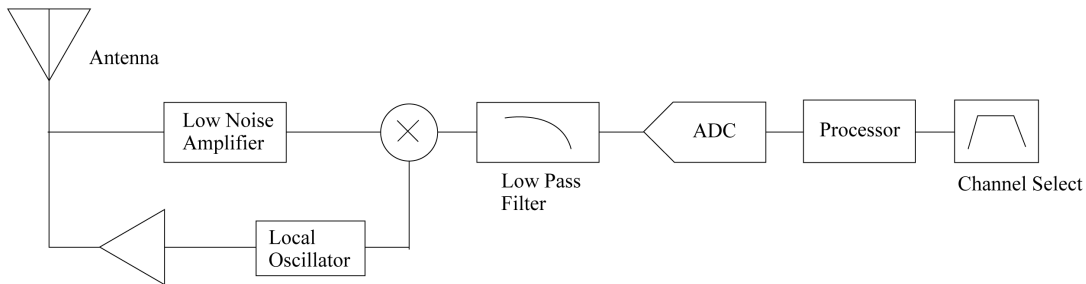 Antenna
Low Noise
Amplifier
Low Pass
Filter
ADC
Processor
Channel Select
Local
Oscillator